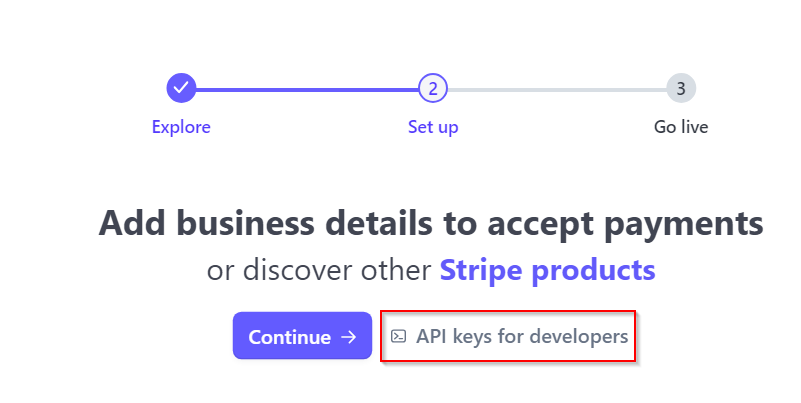 2 3
Explore Set up Go live
Add business details to accept payments
or discover other Stripe products
Continue → API keys for developers